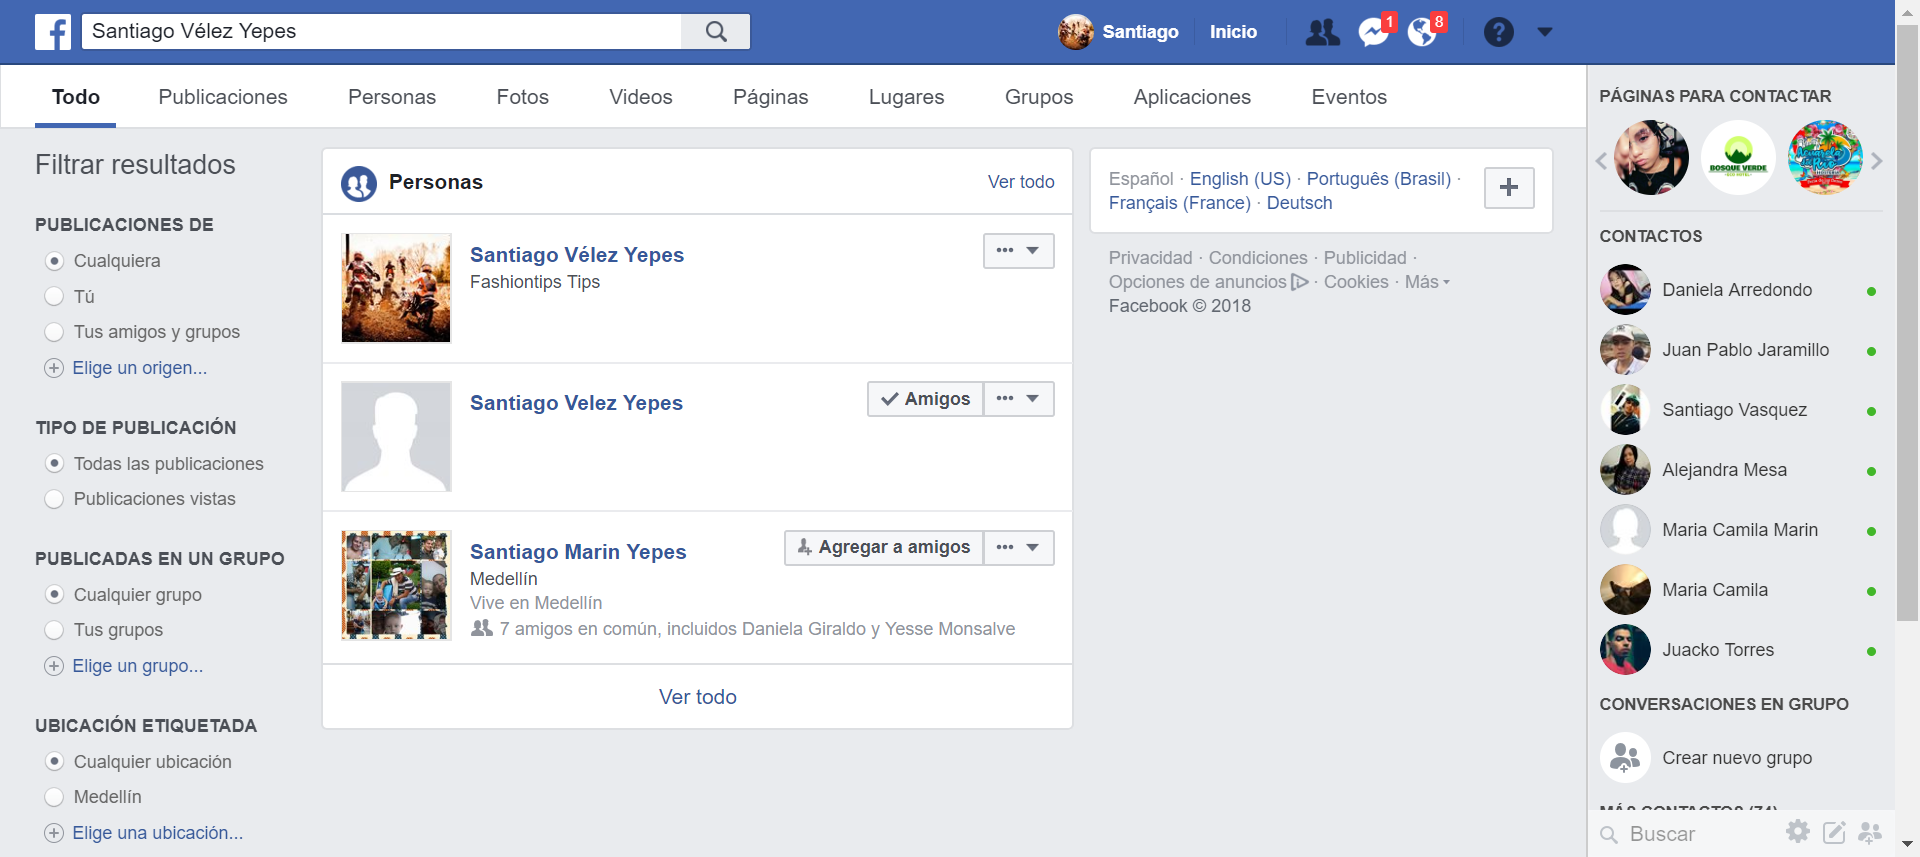 Santiago Vélez Yepes
Santiago
Inicio
1
8
Todo
Publicaciones
Personas
Fotos
Videos
Páginas
Lugares
Grupos
Aplicaciones
Eventos
Filtrar resultados
PUBLICACIONES DE
Cualquiera
Tú
Tus amigos y grupos
Elige un origen...
TIPO DE PUBLICACIÓN
Todas las publicaciones
Publicaciones vistas
PUBLICADAS EN UN GRUPO
Cualquier grupo
Tus grupos
Elige un grupo...
UBICACIÓN ETIQUETADA
Cualquier ubicación
Medellín
Elige una ubicación...
Personas
Ver todo
Santiago Vélez Yepes
Fashiontips Tips
Santiago Velez Yepes
Amigos
Santiago Marin Yepes
Agregar a amigos
Medellín
Vive en Medellín
7 amigos en común, incluidos Daniela Giraldo y Yesse Monsalve
Ver todo
Español · English (US) · Português (Brasil) ·
Français (France) · Deutsch
Privacidad · Condiciones · Publicidad ·
Opciones de anuncios · Cookies · Más
Facebook © 2018
PÁGINAS PARA CONTACTAR
BOSQUE VERDE
CONTACTOS
Daniela Arredondo
Juan Pablo Jaramillo
Santiago Vasquez
Alejandra Mesa
Maria Camila Marin
Maria Camila
Juacko Torres
CONVERSACIONES EN GRUPO
Crear nuevo grupo
MÁS CONTACTOS (74)
Buscar